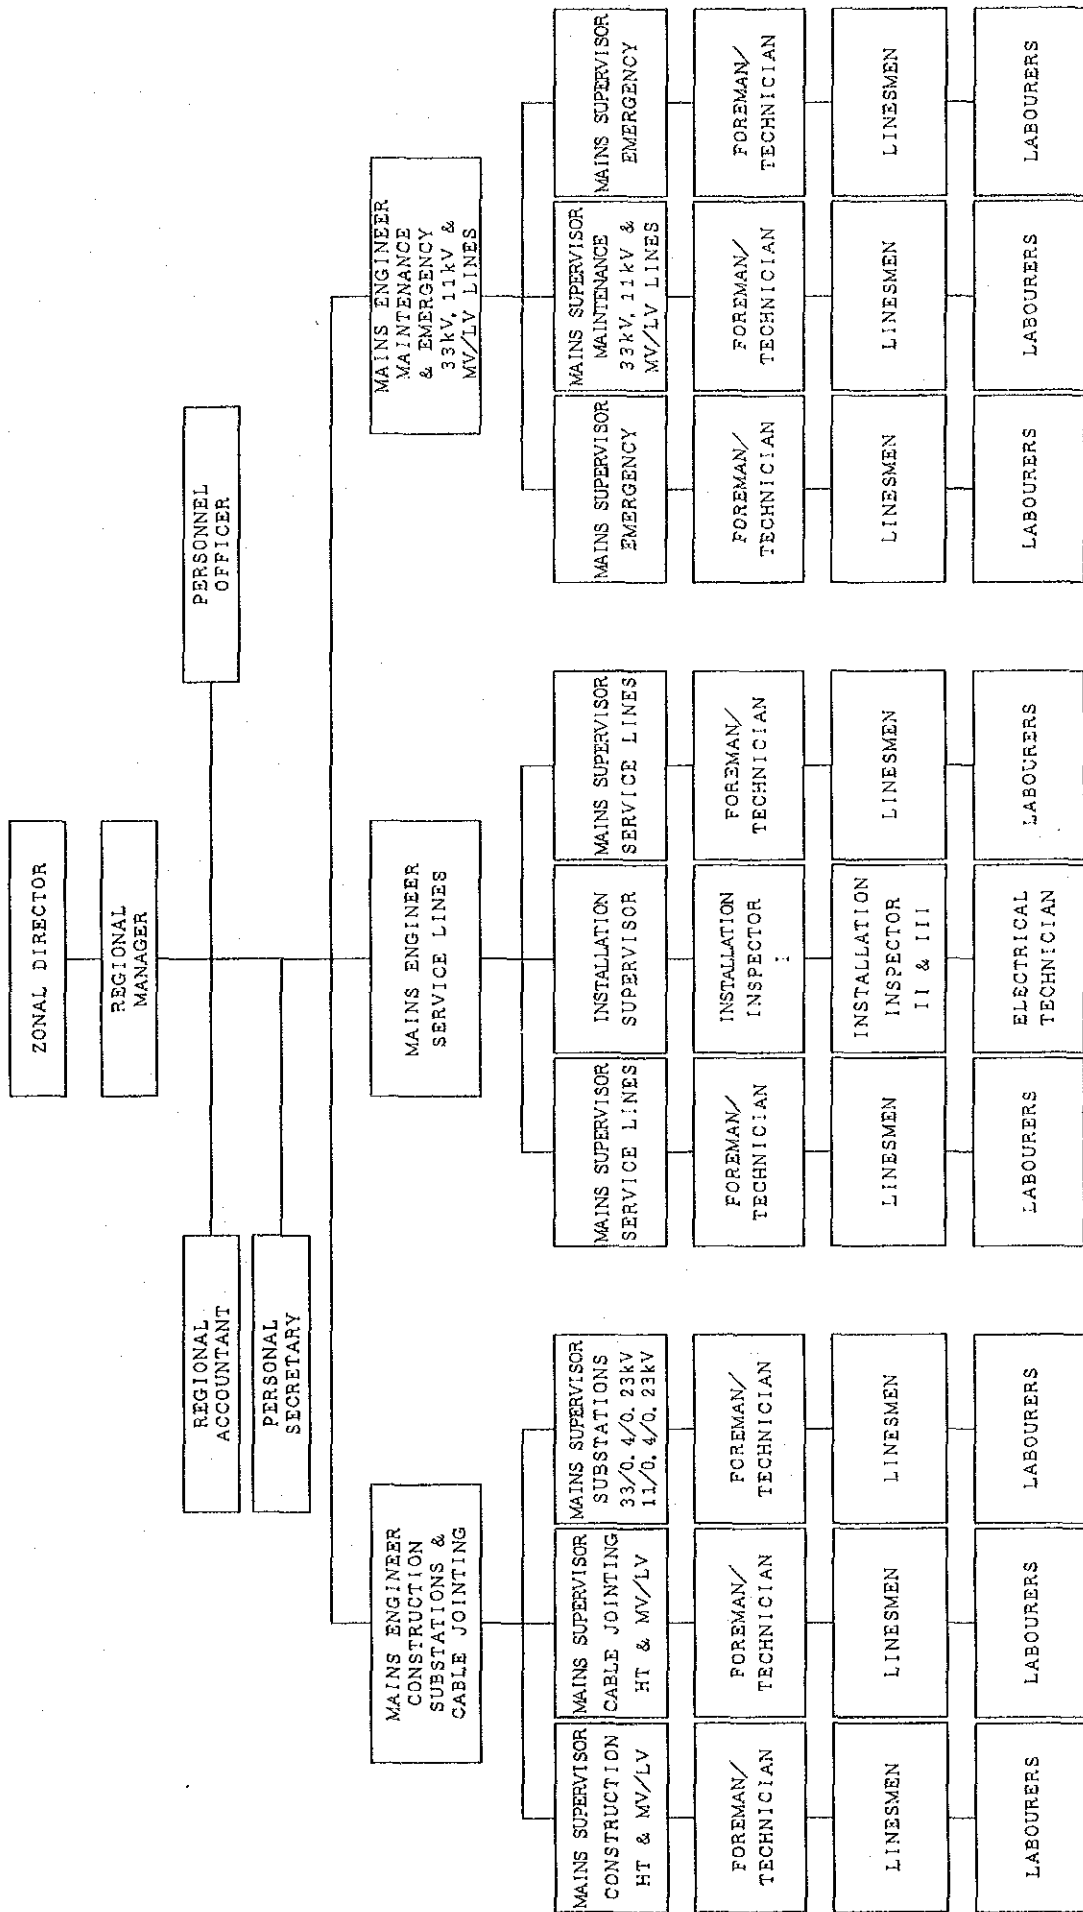 ZONAL DIRECTOR
REGIONAL
MANAGER
REGIONAL
ACCOUNTANT
PERSONNEL
OFFICER
PERSONAL
SECRETARY
MAINS ENGINEER
CONSTRUCTION
SUBSTATIONS &
CABLE JOINTING
MAINS ENGINEER
SERVICE LINES
MAINS ENGINEER
MAINTENANCE
& EMERGENCY
33kV, 11kV &
MV/LV LINES
MAINS SUPERVISOR
CONSTRUCTION
HT & MV/LV
MAINS SUPERVISOR
CABLE JOINTING
HT & MV/LV
MAINS SUPERVISOR
SUBSTATIONS
33/0.4/0.23kV
11/0.4/0.23kV
MAINS SUPERVISOR
SERVICE LINES
INSTALLATION
SUPERVISOR
MAINS SUPERVISOR
SERVICE LINES
MAINS SUPERVISOR
EMERGENCY
MAINS SUPERVISOR
MAINTENANCE
33kV, 11kV &
MV/LV LINES
MAINS SUPERVISOR
EMERGENCY
FOREMAN/
TECHNICIAN
FOREMAN/
TECHNICIAN
FOREMAN/
TECHNICIAN
FOREMAN/
TECHNICIAN
INSTALLATION
INSPECTOR
FOREMAN/
TECHNICIAN
FOREMAN/
TECHNICIAN
FOREMAN/
TECHNICIAN
FOREMAN/
TECHNICIAN
LINESMEN
LINESMEN
LINESMEN
LINESMEN
INSTALLATION
INSPECTOR
II & III
LINESMEN
LINESMEN
LINESMEN
LINESMEN
LABOURERS
LABOURERS
LABOURERS
LABOURERS
ELECTRICAL
TECHNICIAN
LABOURERS
LABOURERS
LABOURERS
LABOURERS